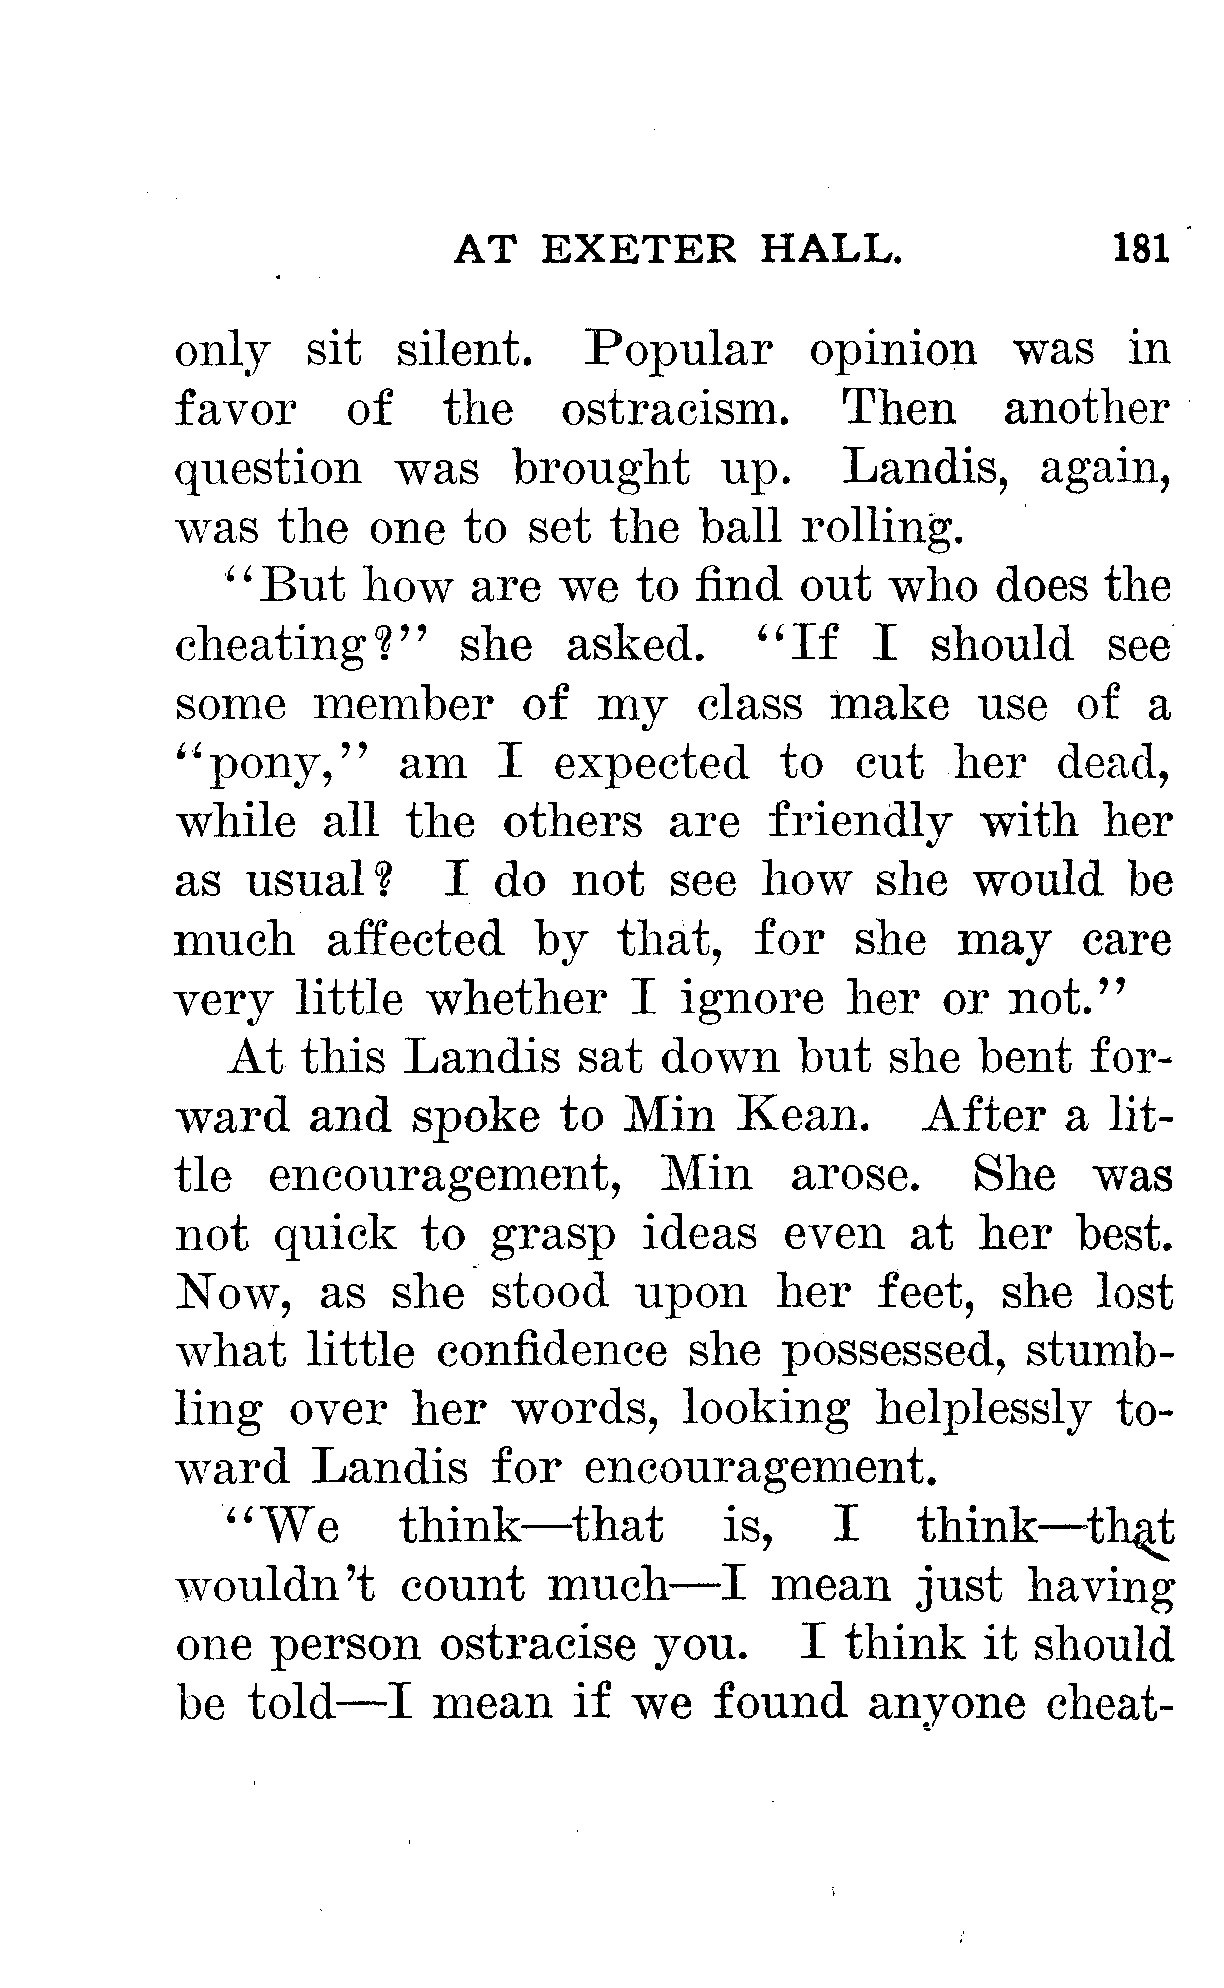 AT EXETER HALL. 181
only sit silent. Popular opinion was in
favor of the ostracism. Then another
question was brought up. Landis, again,
was the one to set the ball rolling.
"But how are we to find out who does the
cheating?" she asked. "If I should see
some member of my class make use of a
"pony," am I expected to cut her dead,
while all the others are friendly with her
as usual? I do not see how she would be
much affected by that, for she may care
very little whether I ignore her or not."
At this Landis sat down but she bent for-
ward and spoke to Min Kean. After a lit-
tle encouragement, Min arose. She was
not quick to grasp ideas even at her best.
Now, as she stood upon her feet, she lost
what little confidence she possessed, stumb-
ling over her words, looking helplessly to-
ward Landis for encouragement.
"We think—that is, I think—that
wouldn't count much—I mean just having
one person ostracise you. I think it should
be told—I mean if we found anyone cheat-